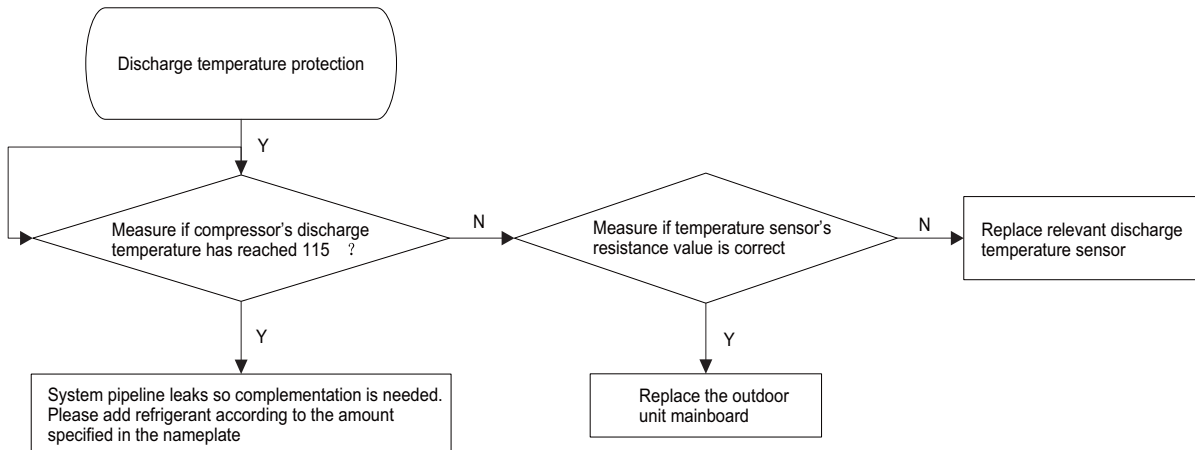 Discharge temperature protection
Y
Measure if compressor's discharge
temperature has reached 115 ?
N
Measure if temperature sensor's
resistance value is correct
N
Replace relevant discharge
temperature sensor
Y
System pipeline leaks so complementation is needed.
Please add refrigerant according to the amount
specified in the nameplate
Y
Replace the outdoor
unit mainboard